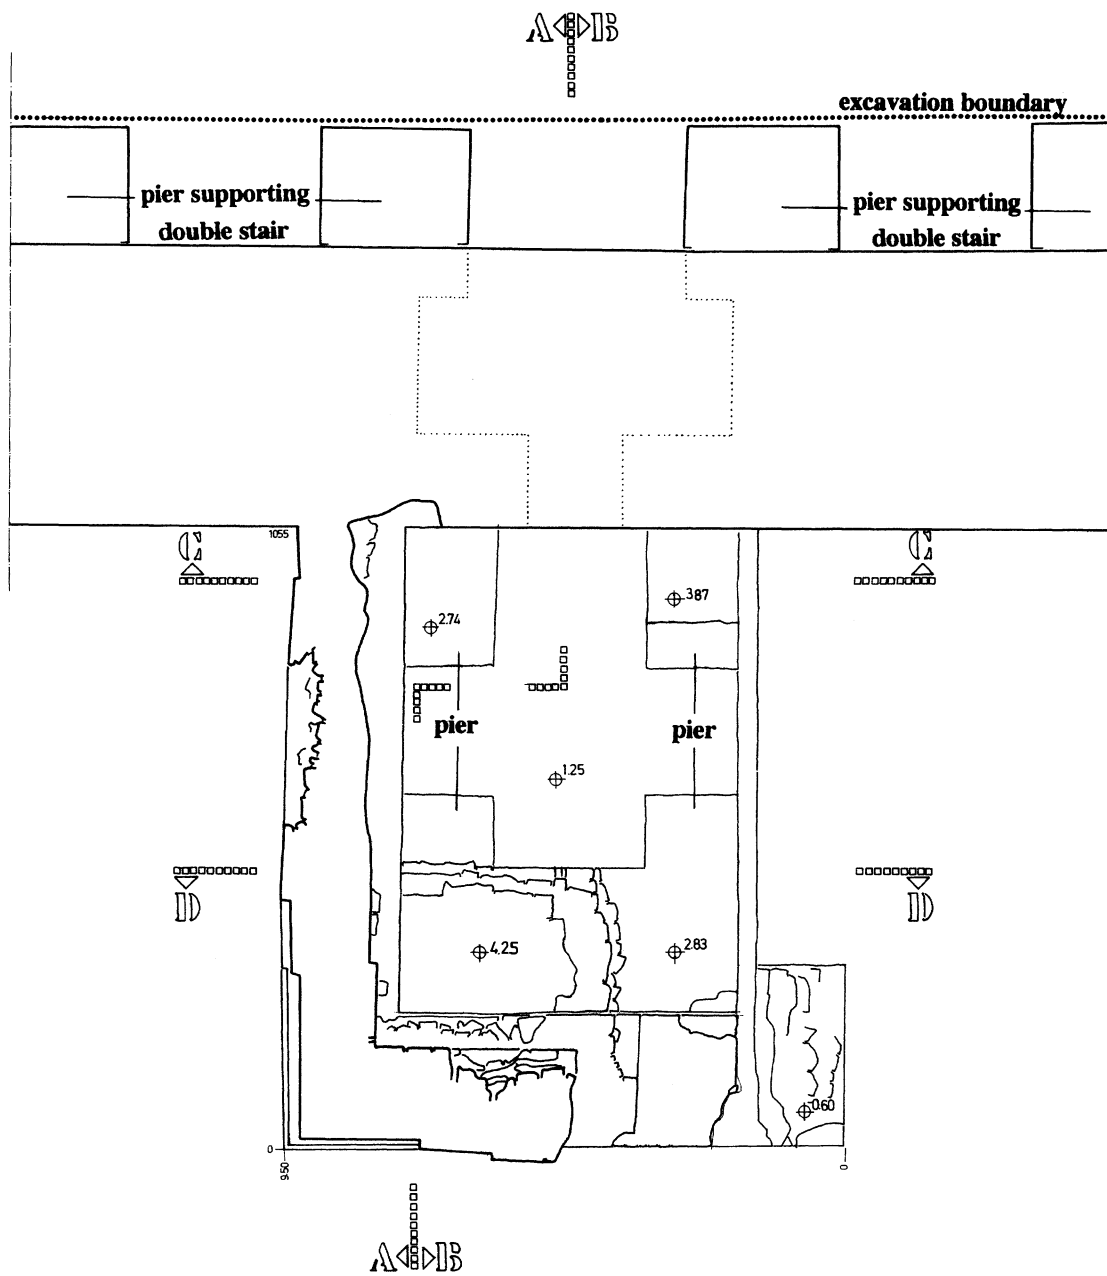 A B
excavation boundary
pier supporting
double stair
pier supporting
double stair
1055
C
C
2.74
3.87
pier
pier
1.25
D
D
4.25
2.83
0.60
0
9.50
0
A B